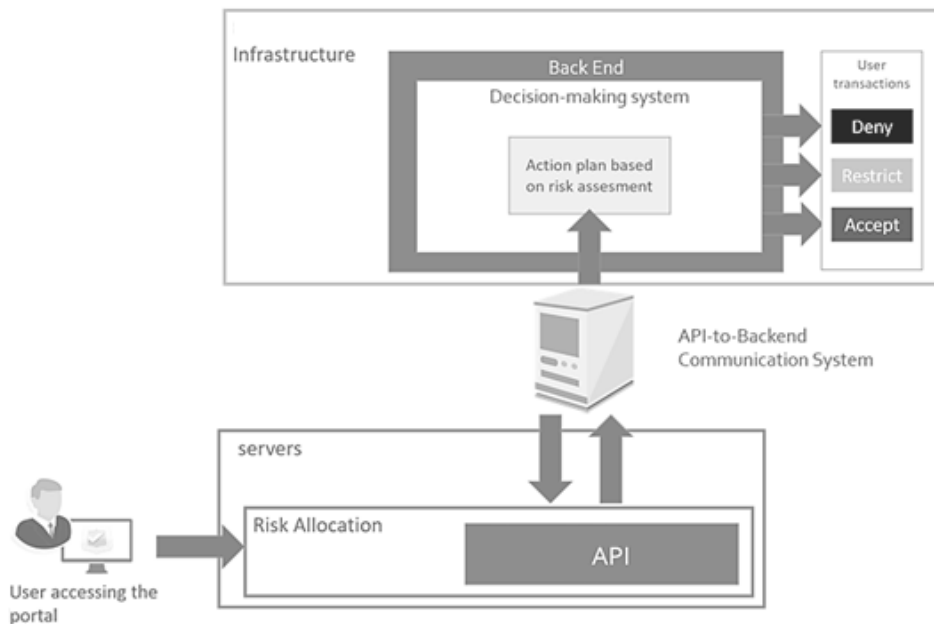 Infrastructure
Back End
Decision-making system
Action plan based
on risk assesment
User
transactions
Deny
Restrict
Accept
API-to-Backend
Communication System
servers
Risk Allocation
API
User accessing the
portal